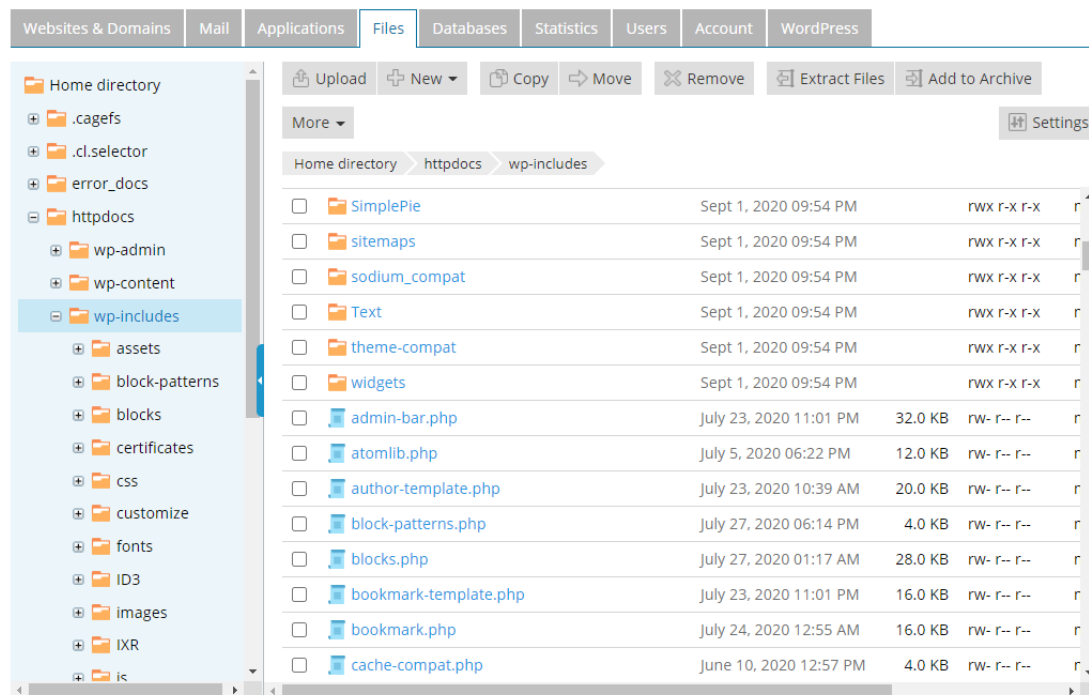 Websites & Domains Mail Applications Files Databases Statistics Users Account WordPress
Home directory
.cagefs
.cl.selector
error_docs
httpdocs
wp-admin
wp-content
wp-includes
assets
block-patterns
blocks
certificates
css
customize
fonts
ID3
images
IXR
js
Upload New Copy Move Remove Extract Files Add to Archive
More Settings
Home directory httpdocs wp-includes
SimplePie Sept 1, 2020 09:54 PM rwx r-x r-x
sitemaps Sept 1, 2020 09:54 PM rwx r-x r-x
sodium_compat Sept 1, 2020 09:54 PM rwx r-x r-x
Text Sept 1, 2020 09:54 PM rwx r-x r-x
theme-compat Sept 1, 2020 09:54 PM rwx r-x r-x
widgets Sept 1, 2020 09:54 PM rwx r-x r-x
admin-bar.php July 23, 2020 11:01 PM 32.0 KB rw- r-- r--
atomlib.php July 5, 2020 06:22 PM 12.0 KB rw- r-- r--
author-template.php July 23, 2020 10:39 AM 20.0 KB rw- r-- r--
block-patterns.php July 27, 2020 06:14 PM 4.0 KB rw- r-- r--
blocks.php July 27, 2020 01:17 AM 28.0 KB rw- r-- r--
bookmark-template.php July 23, 2020 11:01 PM 16.0 KB rw- r-- r--
bookmark.php July 24, 2020 12:55 AM 16.0 KB rw- r-- r--
cache-compat.php June 10, 2020 12:57 PM 4.0 KB rw- r-- r--